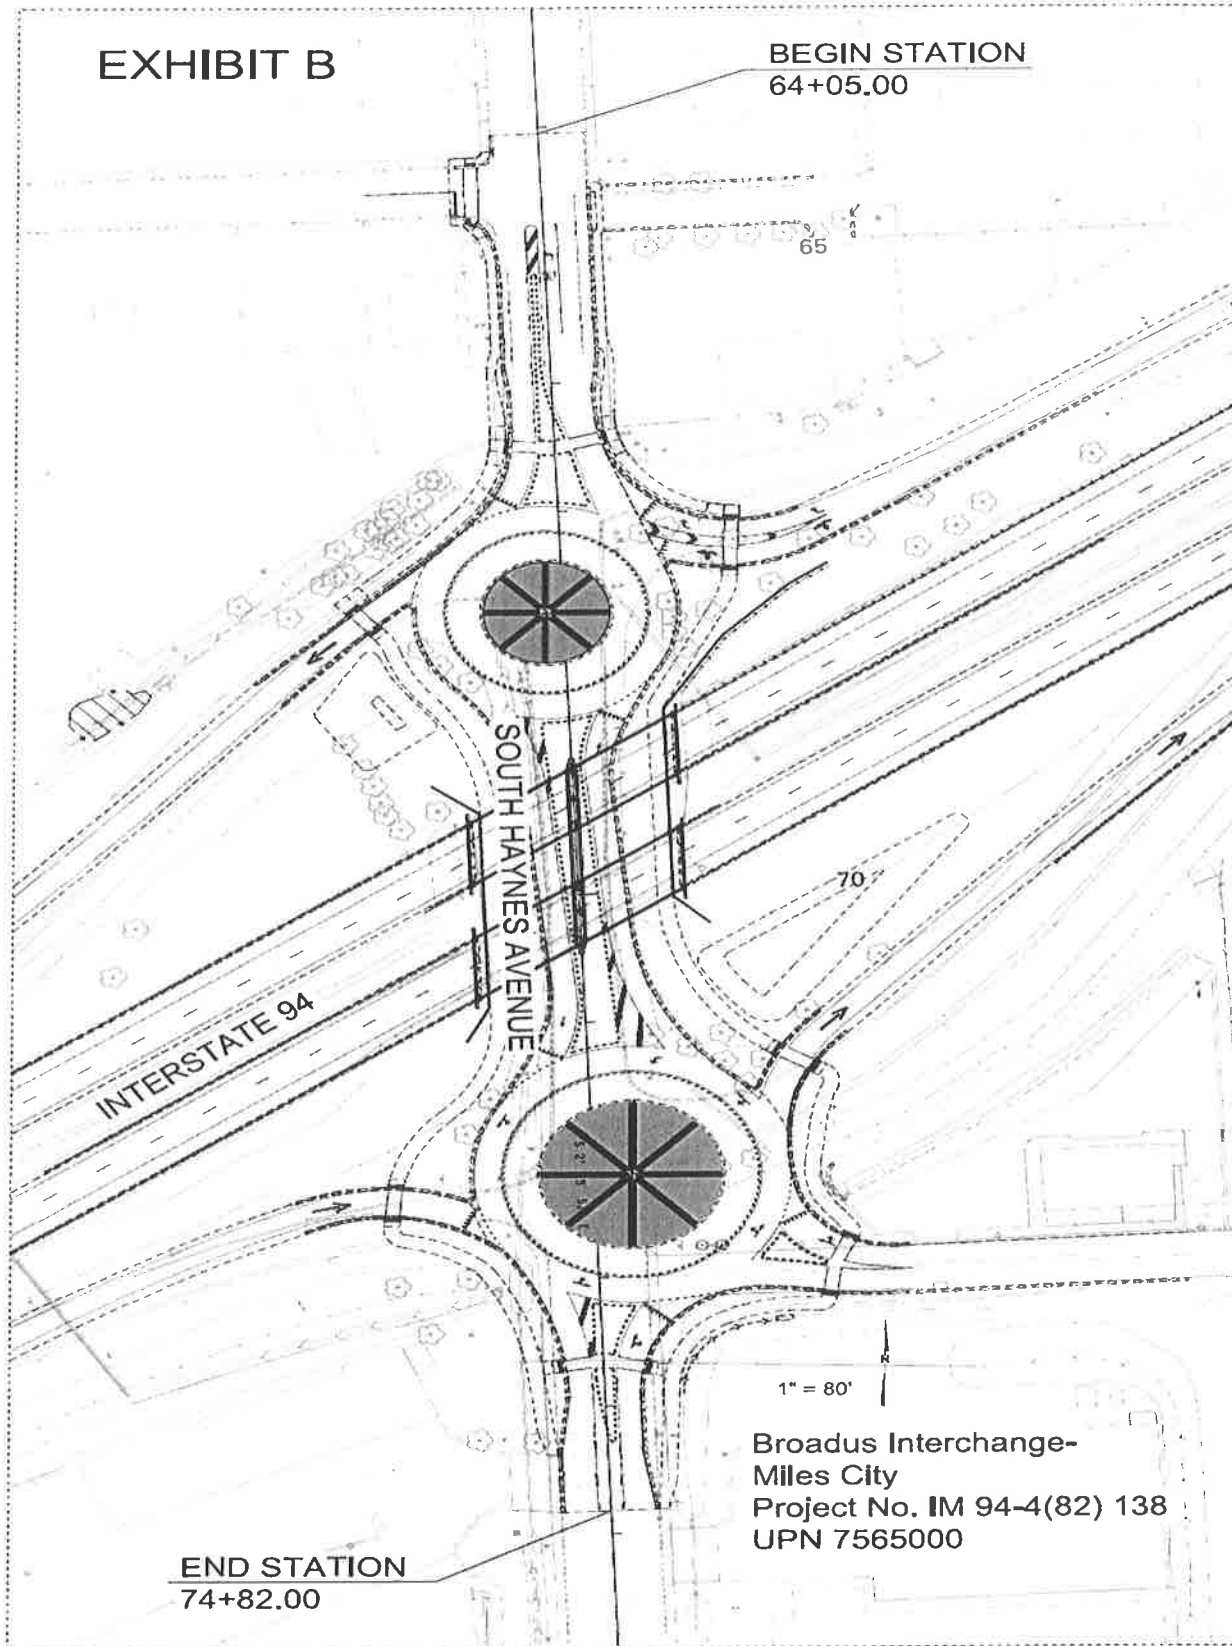 EXHIBIT B
BEGIN STATION
64+05.00
65
SOUTH HAYNES AVENUE
70
INTERSTATE 94
N
1" = 80'
Broadus Interchange-
Miles City
Project No. IM 94-4(82) 138
UPN 7565000
END STATION
74+82.00